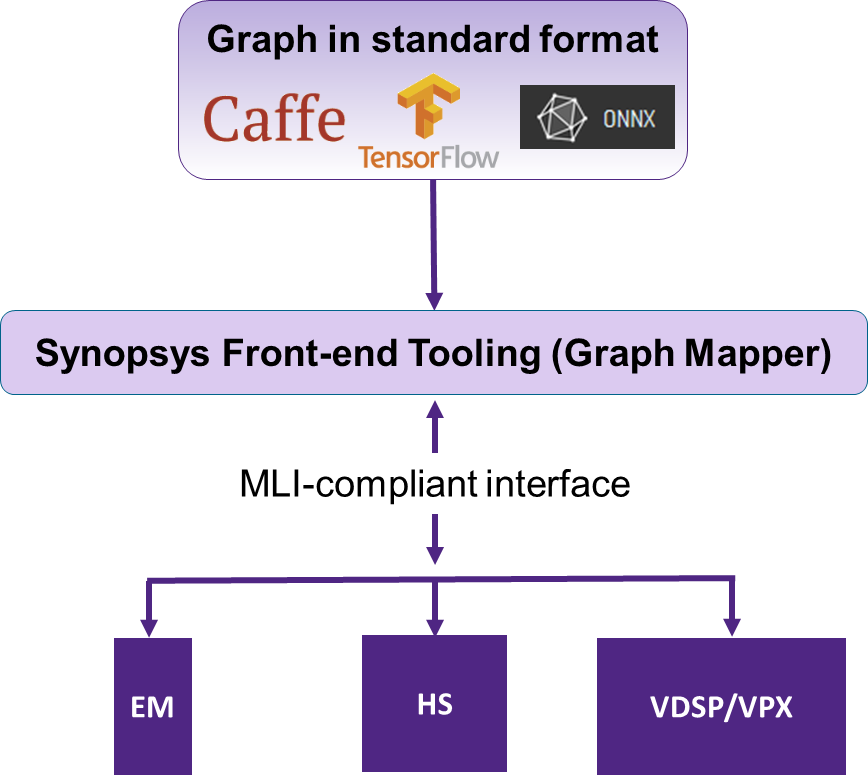 Graph in standard format
Caffe
TensorFlow
ONNX
Synopsys Front-end Tooling (Graph Mapper)
MLI-compliant interface
EM
HS
VDSP/VPX